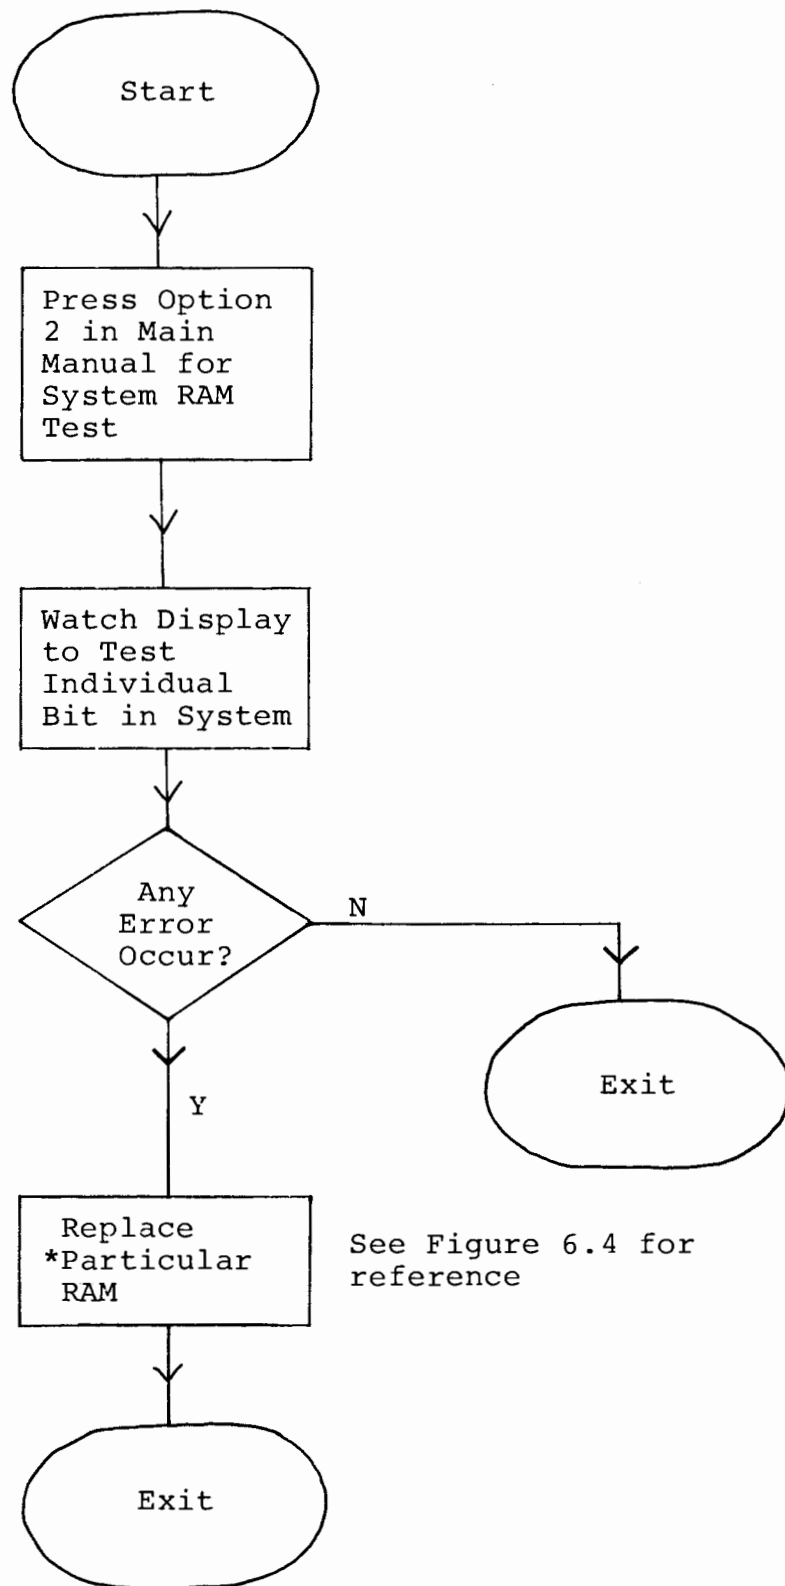 Start
Press Option
2 in Main
Manual for
System RAM
Test
Watch Display
to Test
Individual
Bit in System
Any
Error
Occur?
N
Exit
Y
Replace
*Particular
RAM
See Figure 6.4 for
reference
Exit